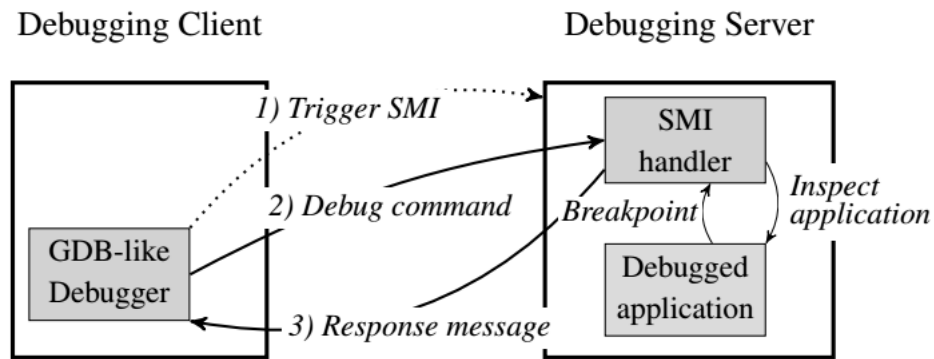 Debugging Client
Debugging Server
1) Trigger SMI
SMI
handler
2) Debug command
Breakpoint
Inspect
application
GDB-like
Debugger
Debugged
application
3) Response message